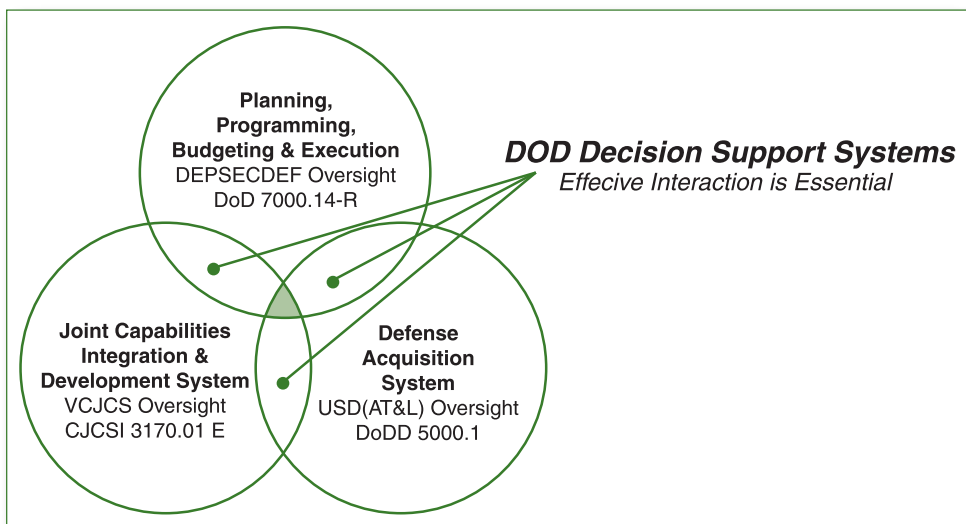 Planning,
Programming,
Budgeting & Execution
DEPSECDEF Oversight
DoD 7000.14-R
DOD Decision Support Systems
Effecive Interaction is Essential
Joint Capabilities
Integration &
Development System
VCJCS Oversight
CJCSI 3170.01 E
Defense
Acquisition
System
USD(AT&L) Oversight
DoDD 5000.1